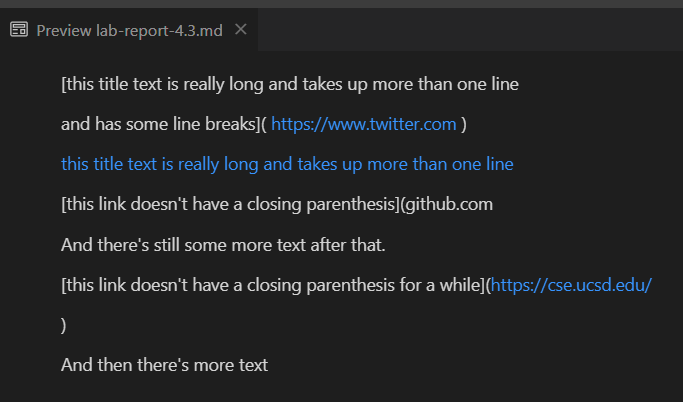 Preview lab-report-4.3.md
[this title text is really long and takes up more than one line
and has some line breaks]( https://www.twitter.com )
this title text is really long and takes up more than one line
[this link doesn't have a closing parenthesis](github.com
And there's still some more text after that.
[this link doesn't have a closing parenthesis for a while](https://cse.ucsd.edu/
)
And then there's more text